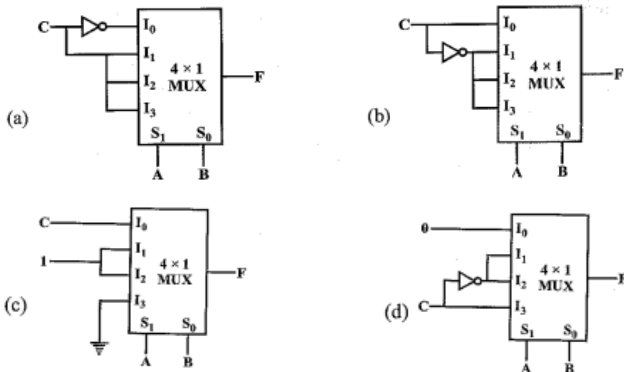 (a)
C
I0
I1
I2
I3
4 × 1
MUX
F
S1 S0
A B
(b)
C
I0
I1
I2
I3
4 × 1
MUX
F
S1 S0
A B
(c)
C
1
I0
I1
I2
I3
4 × 1
MUX
F
S1 S0
A B
(d)
0
C
I0
I1
I2
I3
4 × 1
MUX
F
S1 S0
A B